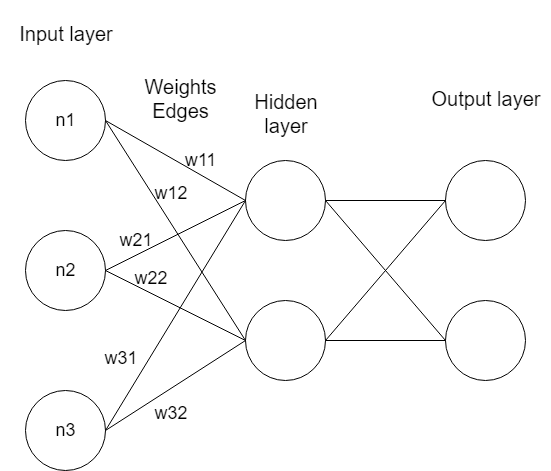 Input layer
Weights
Edges
Hidden
layer
Output layer
n1
w11
w12
w21
n2
w22
w31
w32
n3